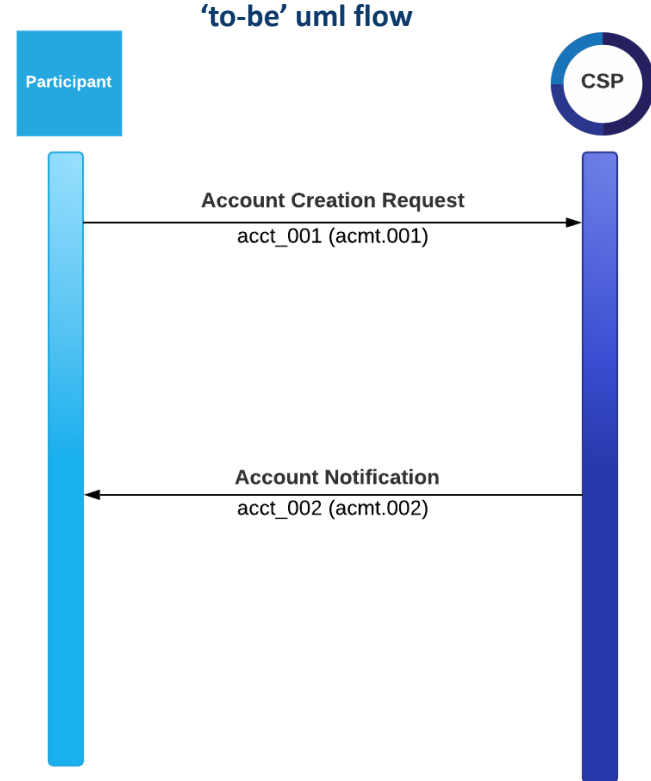 ‘to-be’ uml flow
Participant
CSP
Account Creation Request
acct_001 (acmt.001)
Account Notification
acct_002 (acmt.002)